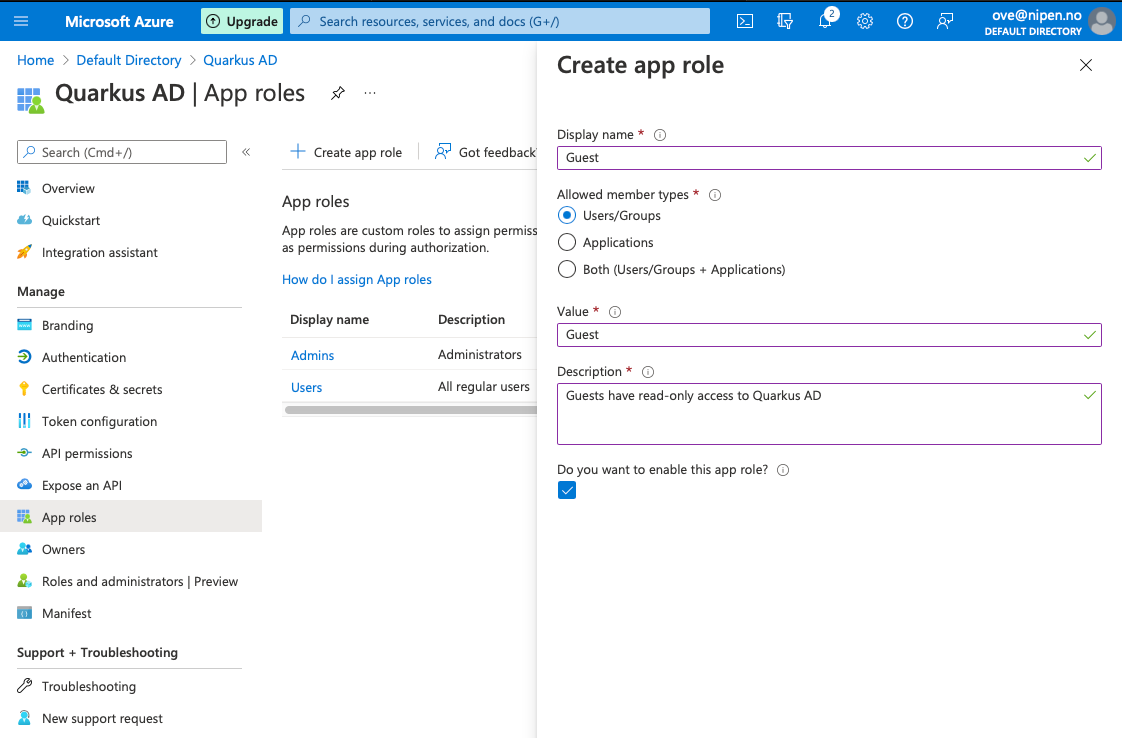 Microsoft Azure
Upgrade
Search resources, services, and docs (G+/)
2
ove@nipen.no
DEFAULT DIRECTORY
Home > Default Directory > Quarkus AD
Quarkus AD | App roles
...
Search (Cmd+/)
«
Overview
Quickstart
Integration assistant
Manage
Branding
Authentication
Certificates & secrets
Token configuration
API permissions
Expose an API
App roles
Owners
Roles and administrators | Preview
Manifest
Support + Troubleshooting
Troubleshooting
New support request
Create app role
Got feedback
App roles
App roles are custom roles to assign permiss
as permissions during authorization.
How do I assign App roles
Display name Description
Admins Administrators
Users All regular users
Create app role
Display name *
Guest
Allowed member types *
Users/Groups
Applications
Both (Users/Groups + Applications)
Value *
Guest
Description *
Guests have read-only access to Quarkus AD
Do you want to enable this app role?